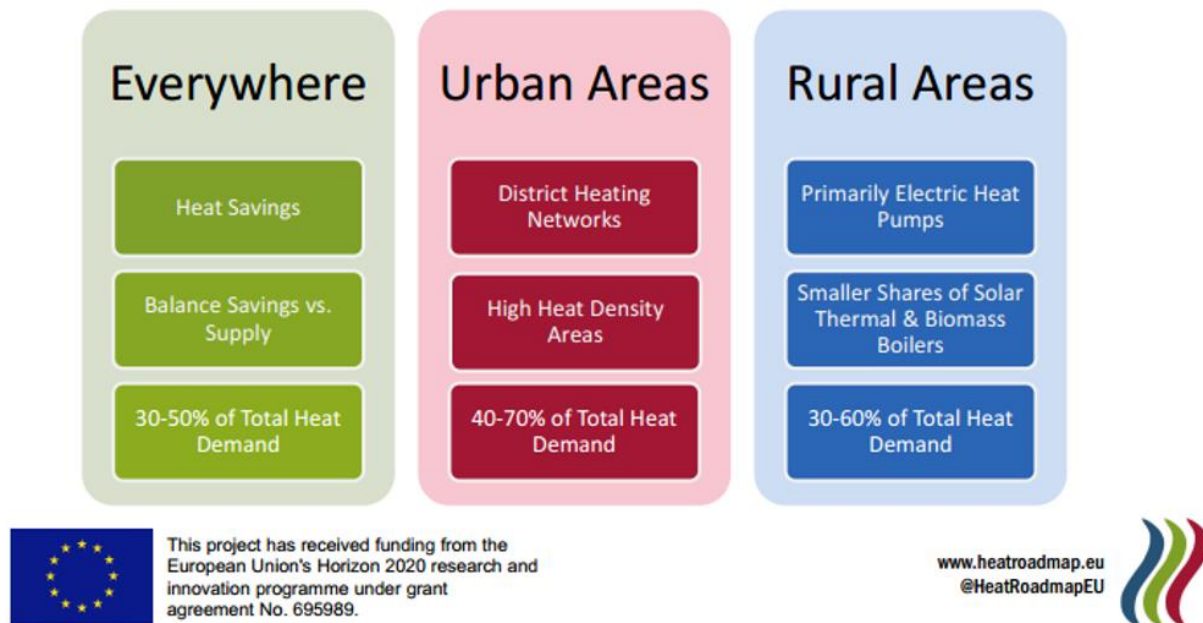 Everywhere
Heat Savings
Balance Savings vs.
Supply
30-50% of Total Heat
Demand
Urban Areas
District Heating
Networks
High Heat Density
Areas
40-70% of Total Heat
Demand
Rural Areas
Primarily Electric Heat
Pumps
Smaller Shares of Solar
Thermal & Biomass
Boilers
30-60% of Total Heat
Demand
This project has received funding from the
European Union's Horizon 2020 research and
innovation programme under grant
agreement No. 695989.
www.heatroadmap.eu
@HeatRoadmapEU